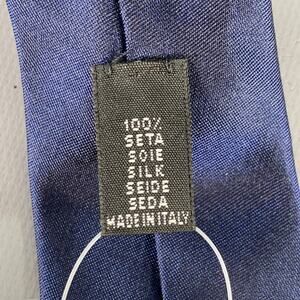 100%
SETA
SOIE
SILK
SEIDE
SEDA
MADE IN ITALY